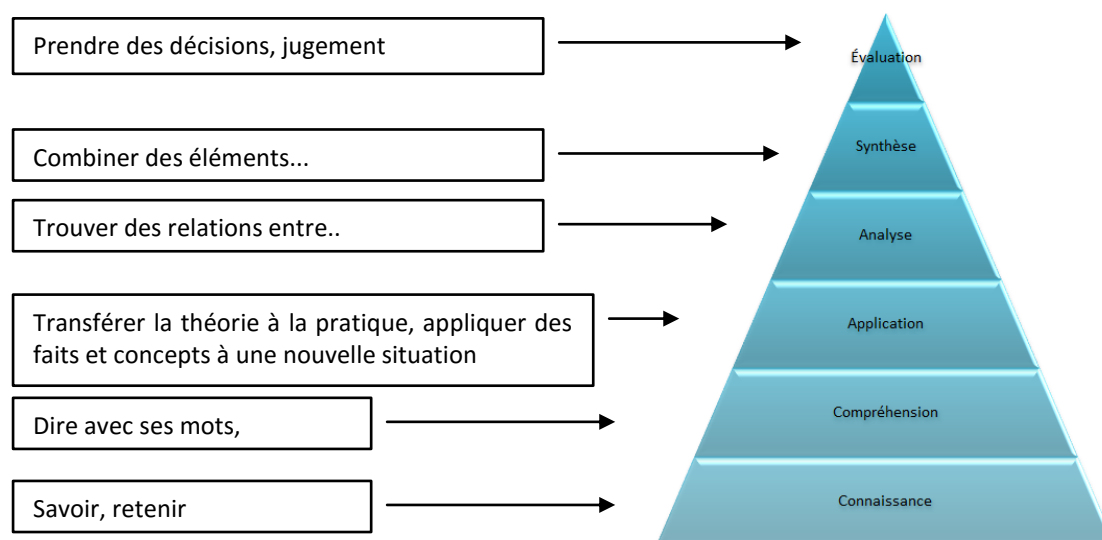 Prendre des décisions, jugement
Évaluation
Combiner des éléments...
Synthèse
Trouver des relations entre..
Analyse
Transférer la théorie à la pratique, appliquer des
faits et concepts à une nouvelle situation
Application
Dire avec ses mots,
Compréhension
Savoir, retenir
Connaissance